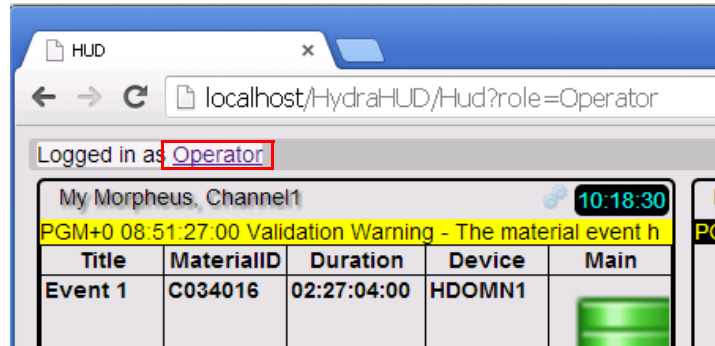 HUD
localhost/HydraHUD/Hud?role=Operator
Logged in as Operator
My Morpheus, Channel1 10:18:30
PGM+0 08:51:27:00 Validation Warning - The material event h
Title MaterialID Duration Device Main
Event 1 C034016 02:27:04:00 HDOMN1